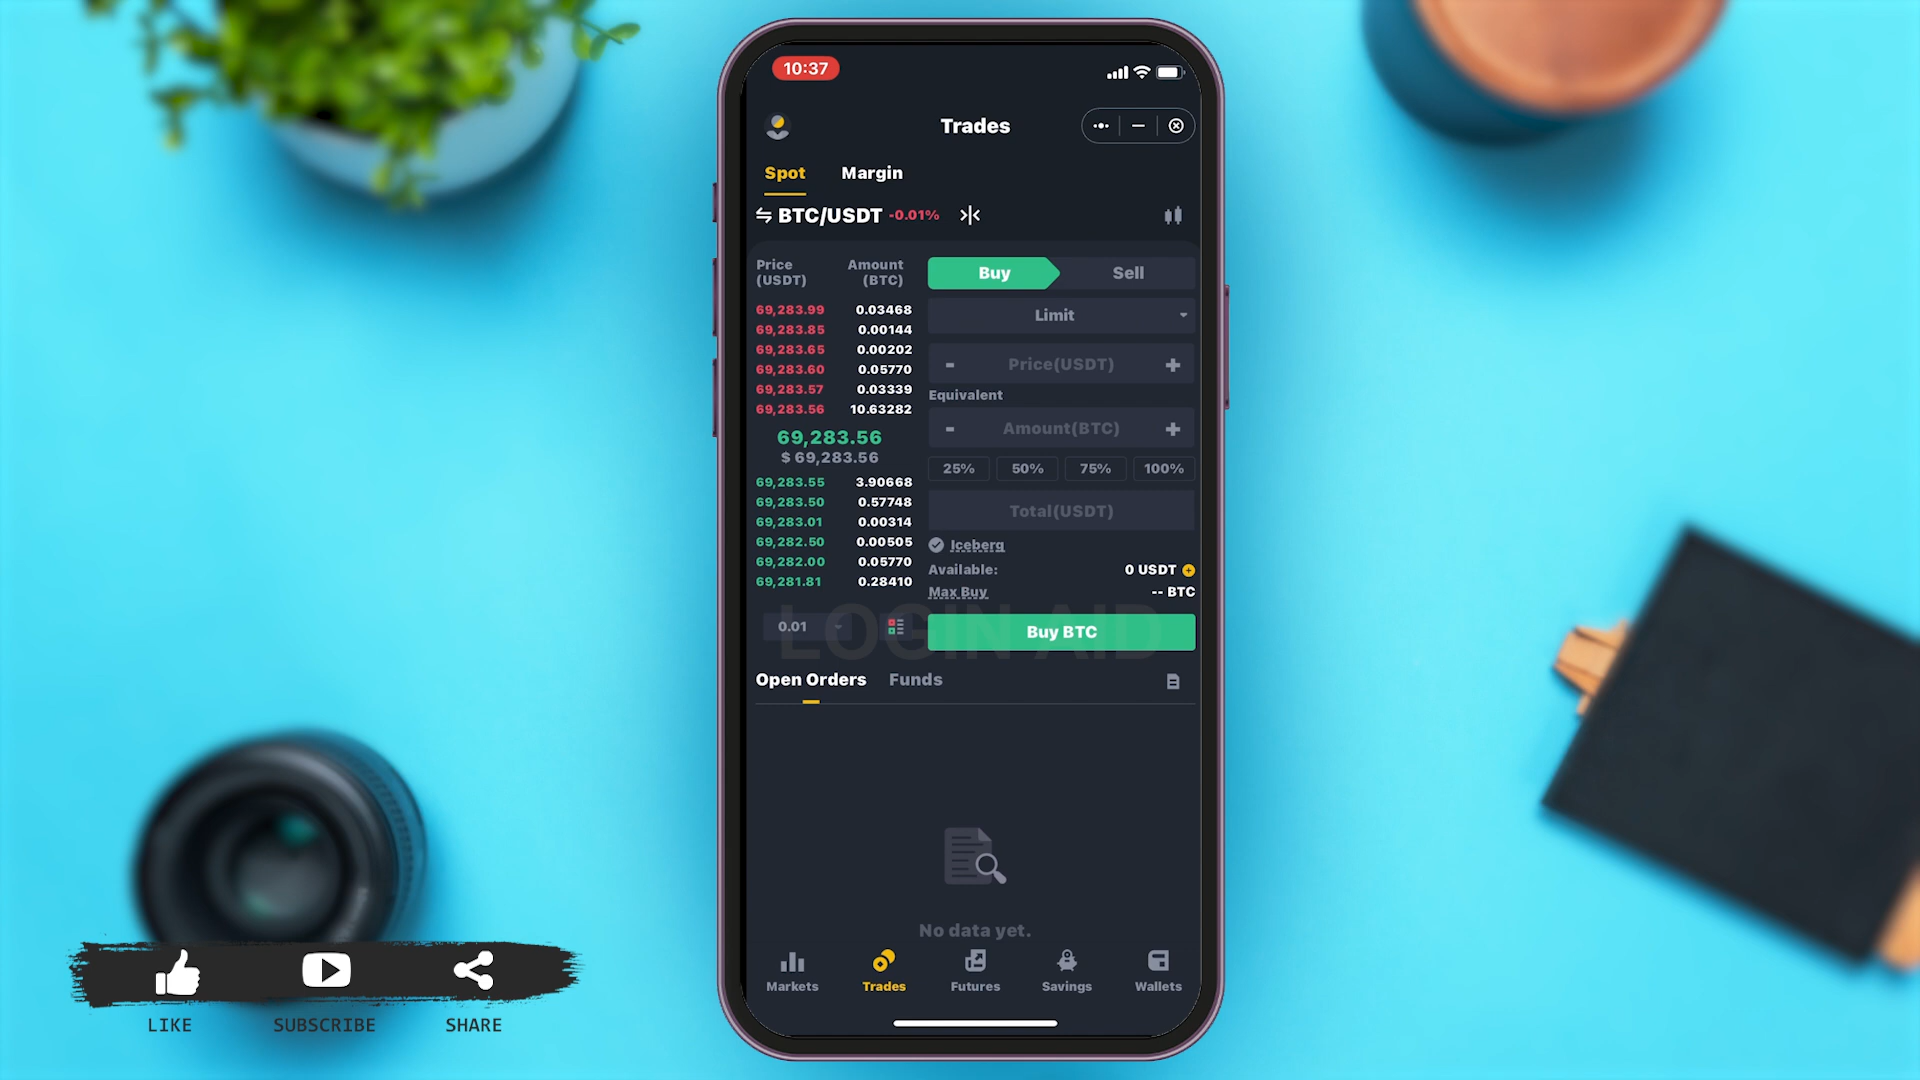 10:37
Trades
Spot Margin
BTC/USDT -0.01%
Price (USDT) Amount (BTC)
Buy Sell
69,283.99 0.03468
Limit
69,283.85 0.00144
69,283.65 0.00202
- Price(USDT) +
69,283.60 0.05770
69,283.57 0.03339
Equivalent
69,283.56 10.63282
- Amount(BTC) +
69,283.56
$ 69,283.56
25% 50% 75% 100%
69,283.55 3.90668
69,283.50 0.57748
Total(USDT)
69,283.01 0.00314
69,282.50 0.00505
Iceberg
69,282.00 0.05770
Available: 0 USDT
69,281.81 0.28410
Max Buy -- BTC
LOGIN AID
0.01
Buy BTC
Open Orders Funds
No data yet.
Markets Trades Futures Savings Wallets
LIKE SUBSCRIBE SHARE